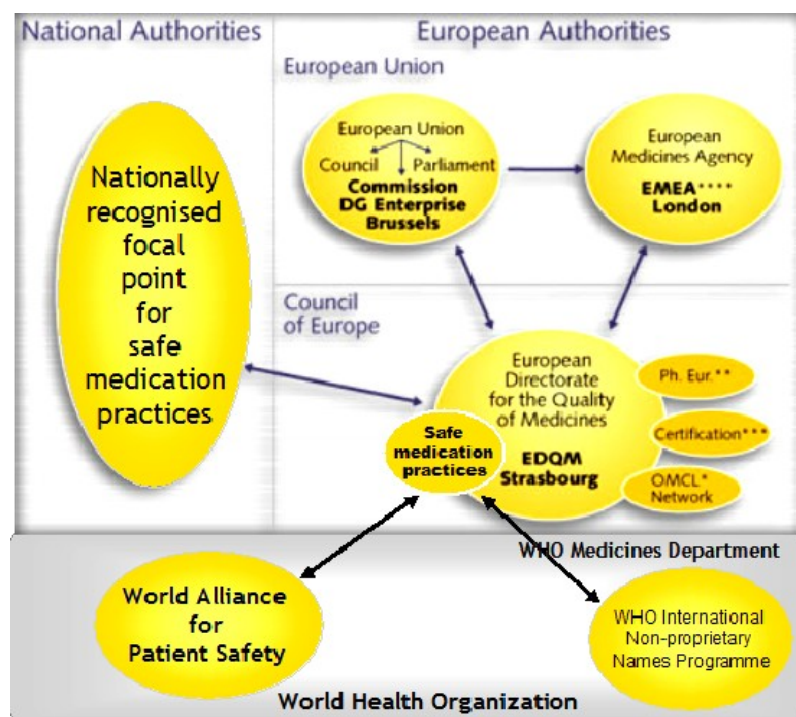 National Authorities
European Authorities
European Union
Nationally
recognised
focal
point
for
safe
medication
practices
European Union
Council Parliament
Commission
DG Enterprise
Brussels
European
Medicines Agency
EMEA****
London
Council
of Europe
European
Directorate
for the Quality
of Medicines
EDQM
Strasbourg
Ph. Eur.**
Certification***
OMCL*
Network
Safe
medication
practices
WHO Medicines Department
World Alliance
for
Patient Safety
WHO International
Non-proprietary
Names Programme
World Health Organization